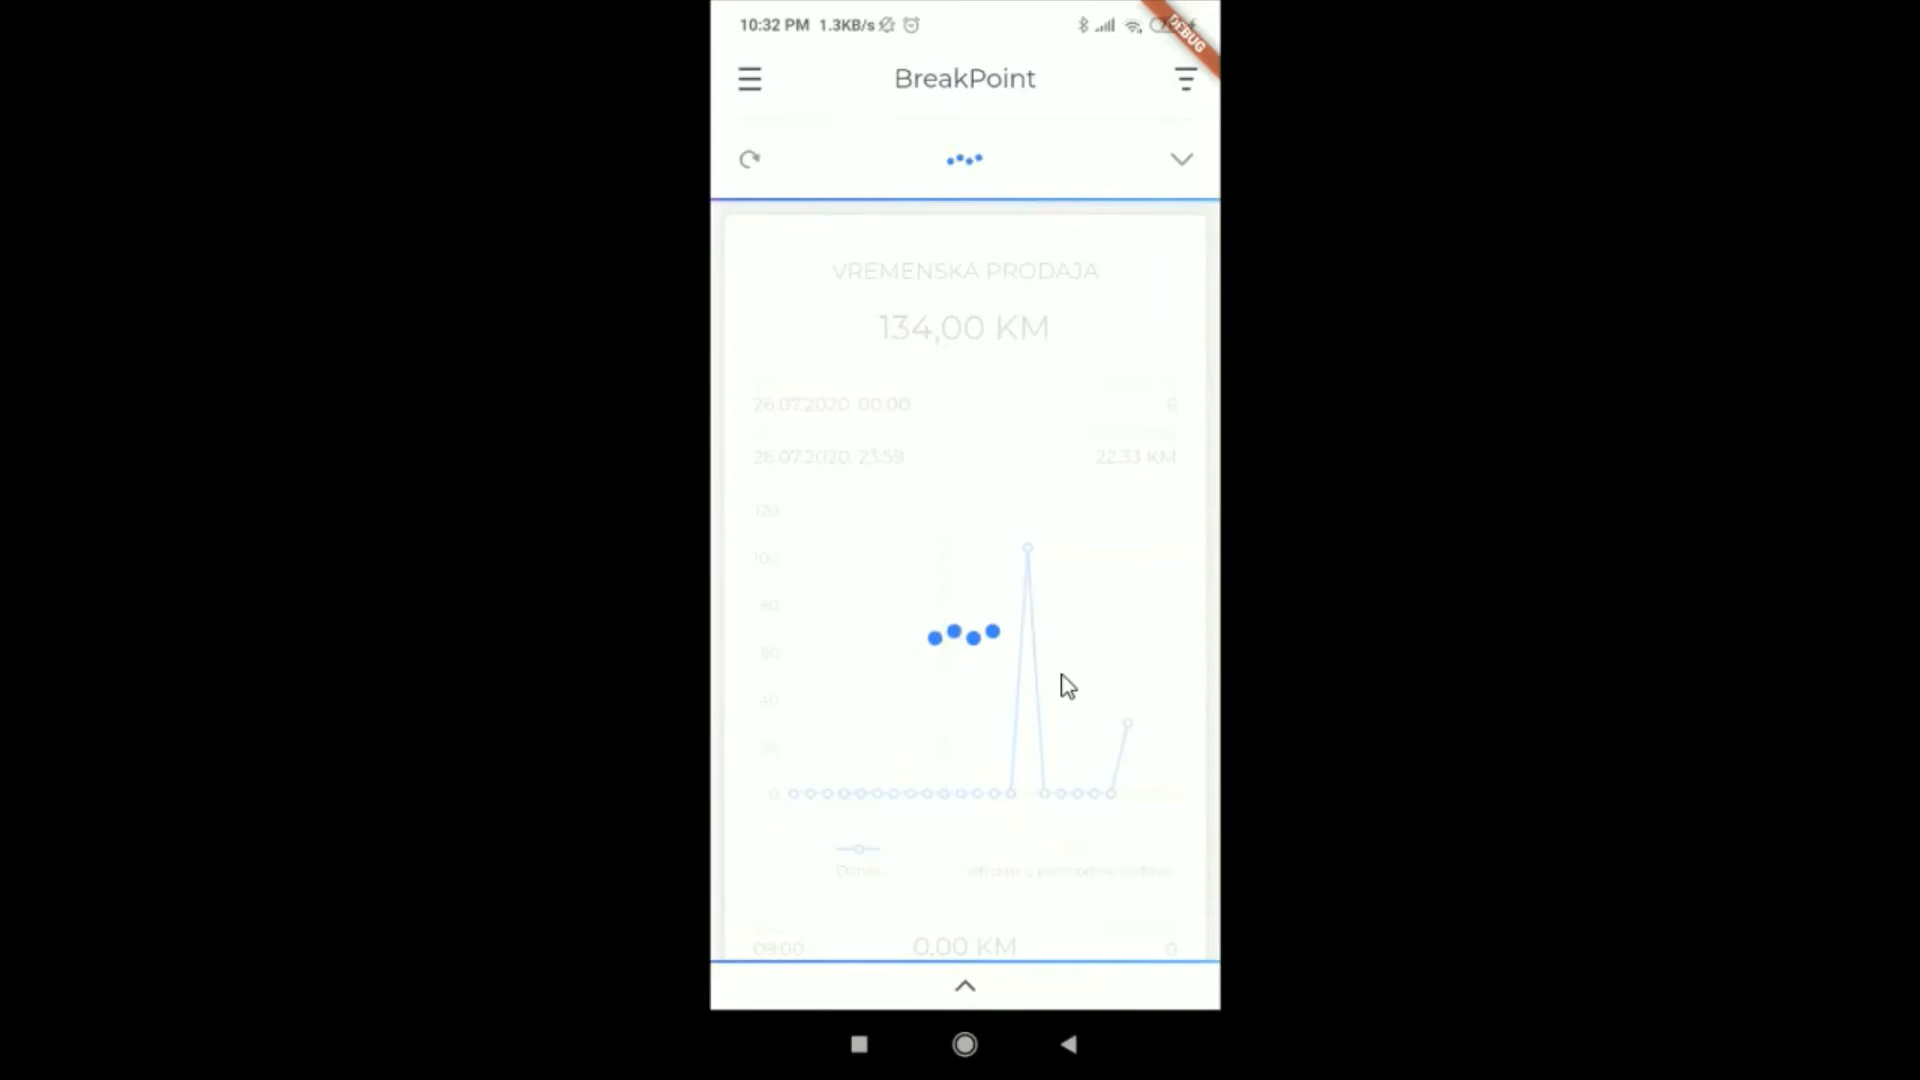 10:32 PM 1.3KB/s
DEBUG
BreakPoint
VREMENSKA PRODAJA
134,00 KM
26.07.2020. 00:00 6
26.07.2020. 23:59 22.33 KM
120
100
80
60
40
20
0
Danas
09:00 0,00 KM 0